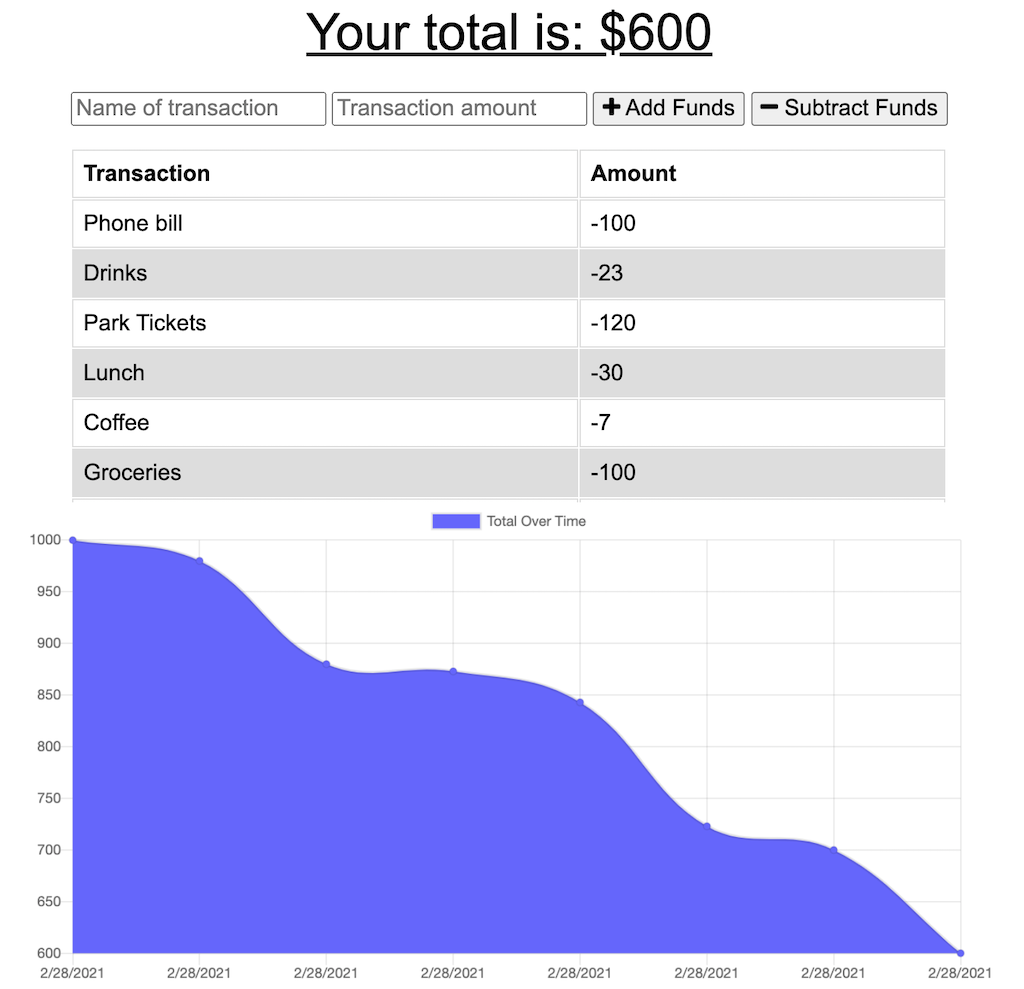 Your total is: $600
Name of transaction Transaction amount + Add Funds − Subtract Funds
Transaction Amount
Phone bill -100
Drinks -23
Park Tickets -120
Lunch -30
Coffee -7
Groceries -100
Total Over Time
1000
950
900
850
800
750
700
650
600
2/28/2021 2/28/2021 2/28/2021 2/28/2021 2/28/2021 2/28/2021 2/28/2021 2/28/2021